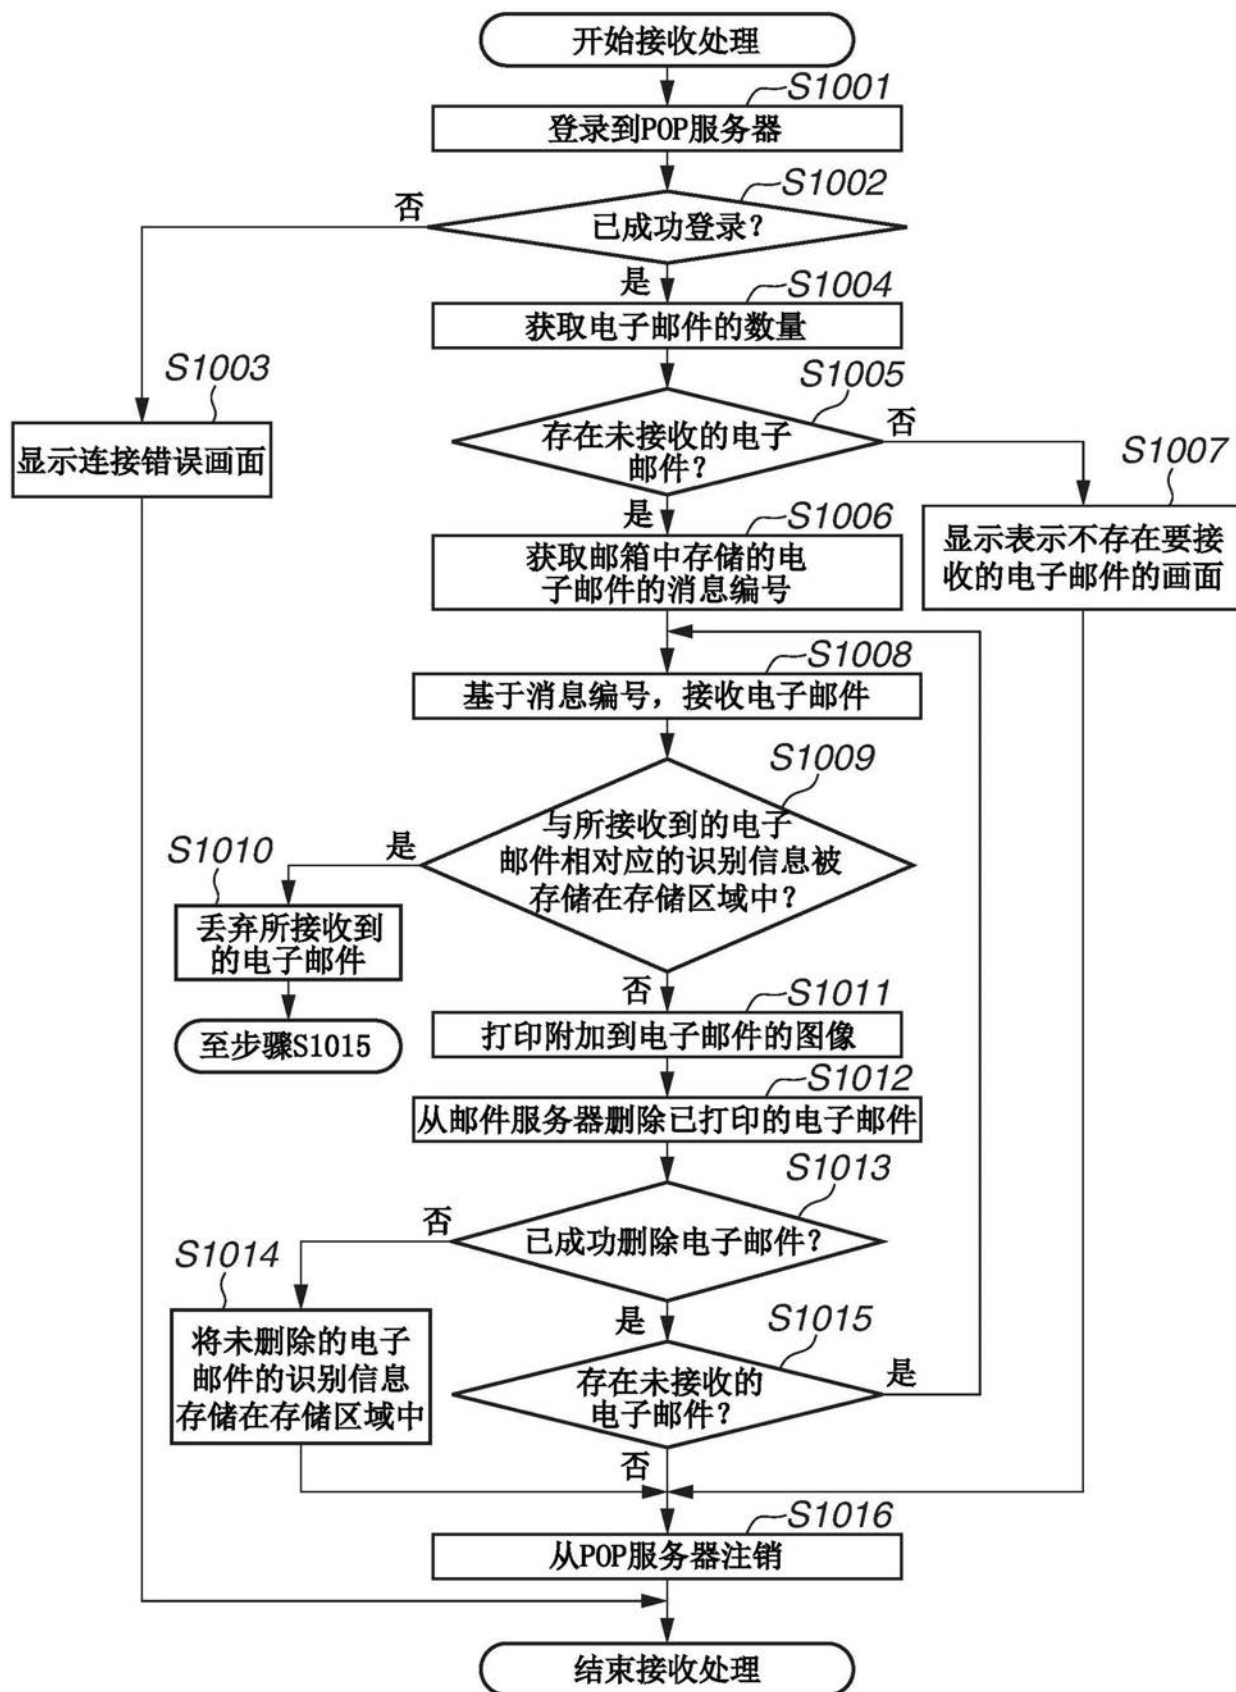 开始接收处理
S1001
登录到POP服务器
S1002
否
已成功登录？
是
S1004
获取电子邮件的数量
S1003
显示连接错误画面
S1005
存在未接收的电子
邮件？
否
S1007
显示表示不存在要接
收的电子邮件的画面
是
S1006
获取邮箱中存储的电
子邮件的消息编号
S1008
基于消息编号，接收电子邮件
S1009
与所接收到的电子
邮件相对应的识别信息被
存储在存储区域中？
是
S1010
丢弃所接收到
的电子邮件
至步骤S1015
否
S1011
打印附加到电子邮件的图像
S1012
从邮件服务器删除已打印的电子邮件
S1013
否
已成功删除电子邮件？
S1014
将未删除的电子
邮件的识别信息
存储在存储区域中
是
S1015
存在未接收的
电子邮件？
是
否
S1016
从POP服务器注销
结束接收处理